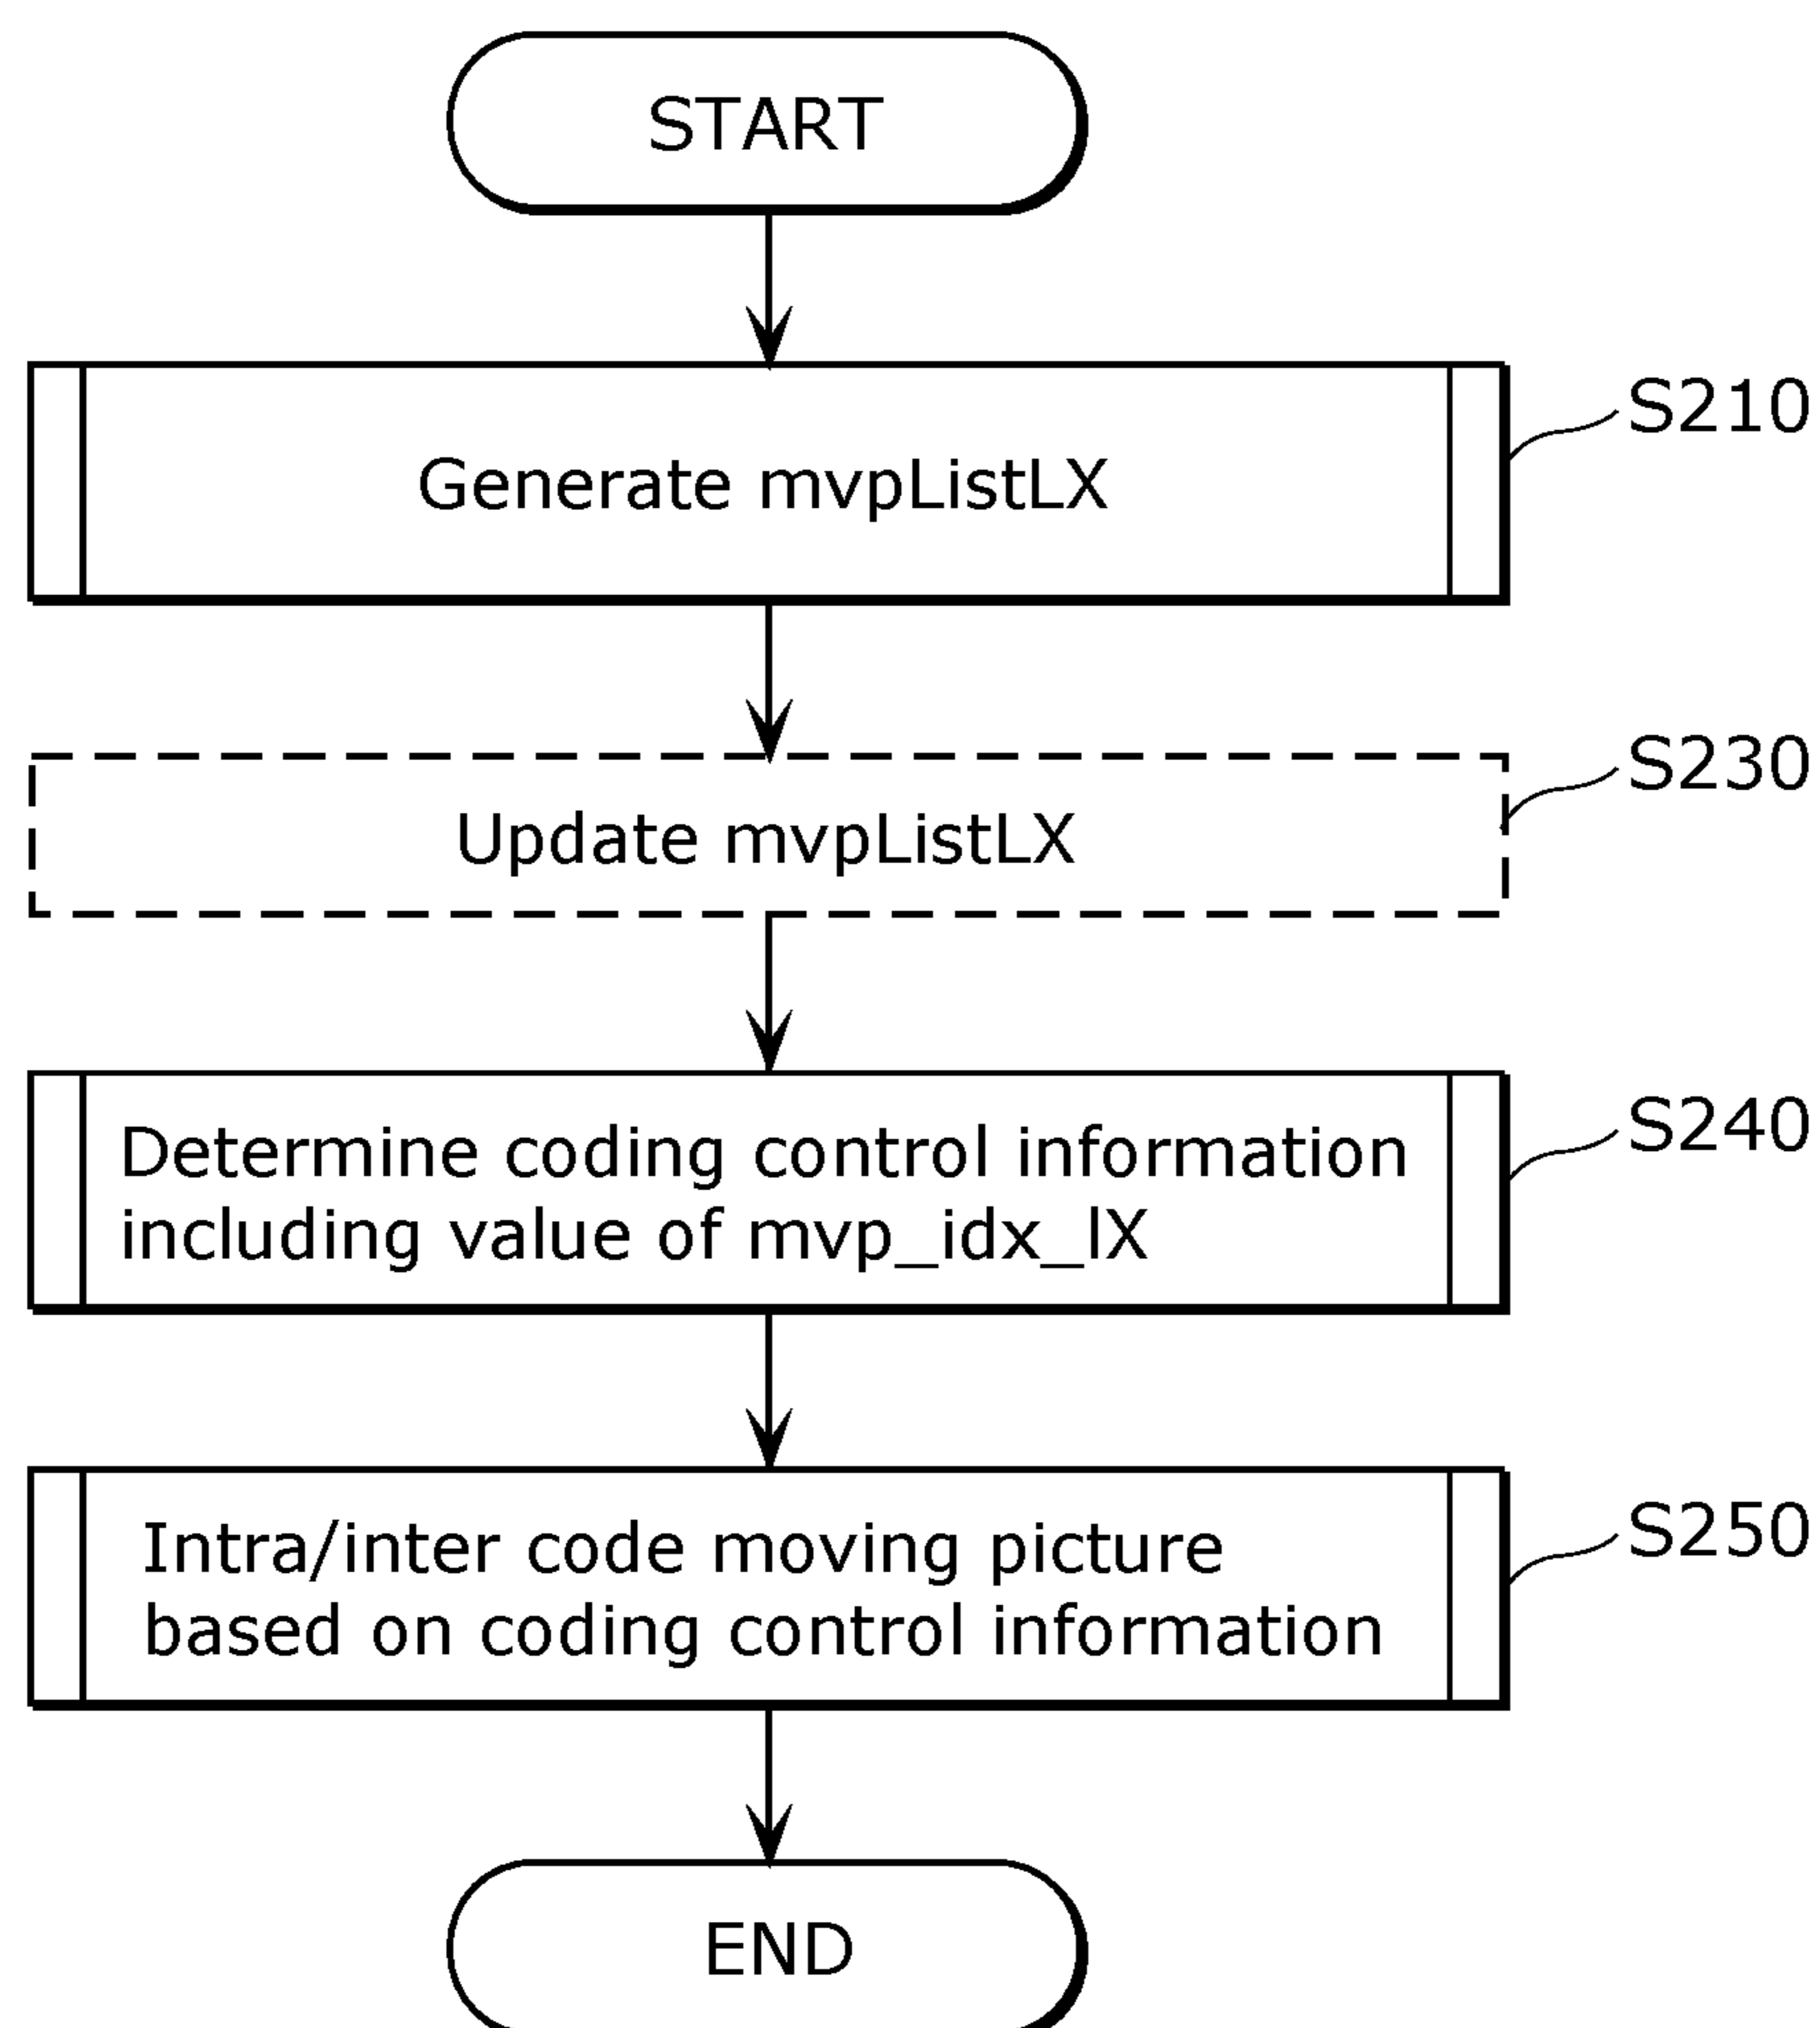 START
S210
Generate mvpListLX
S230
Update mvpListLX
S240
Determine coding control information
including value of mvp_idx_lX
S250
Intra/inter code moving picture
based on coding control information
END